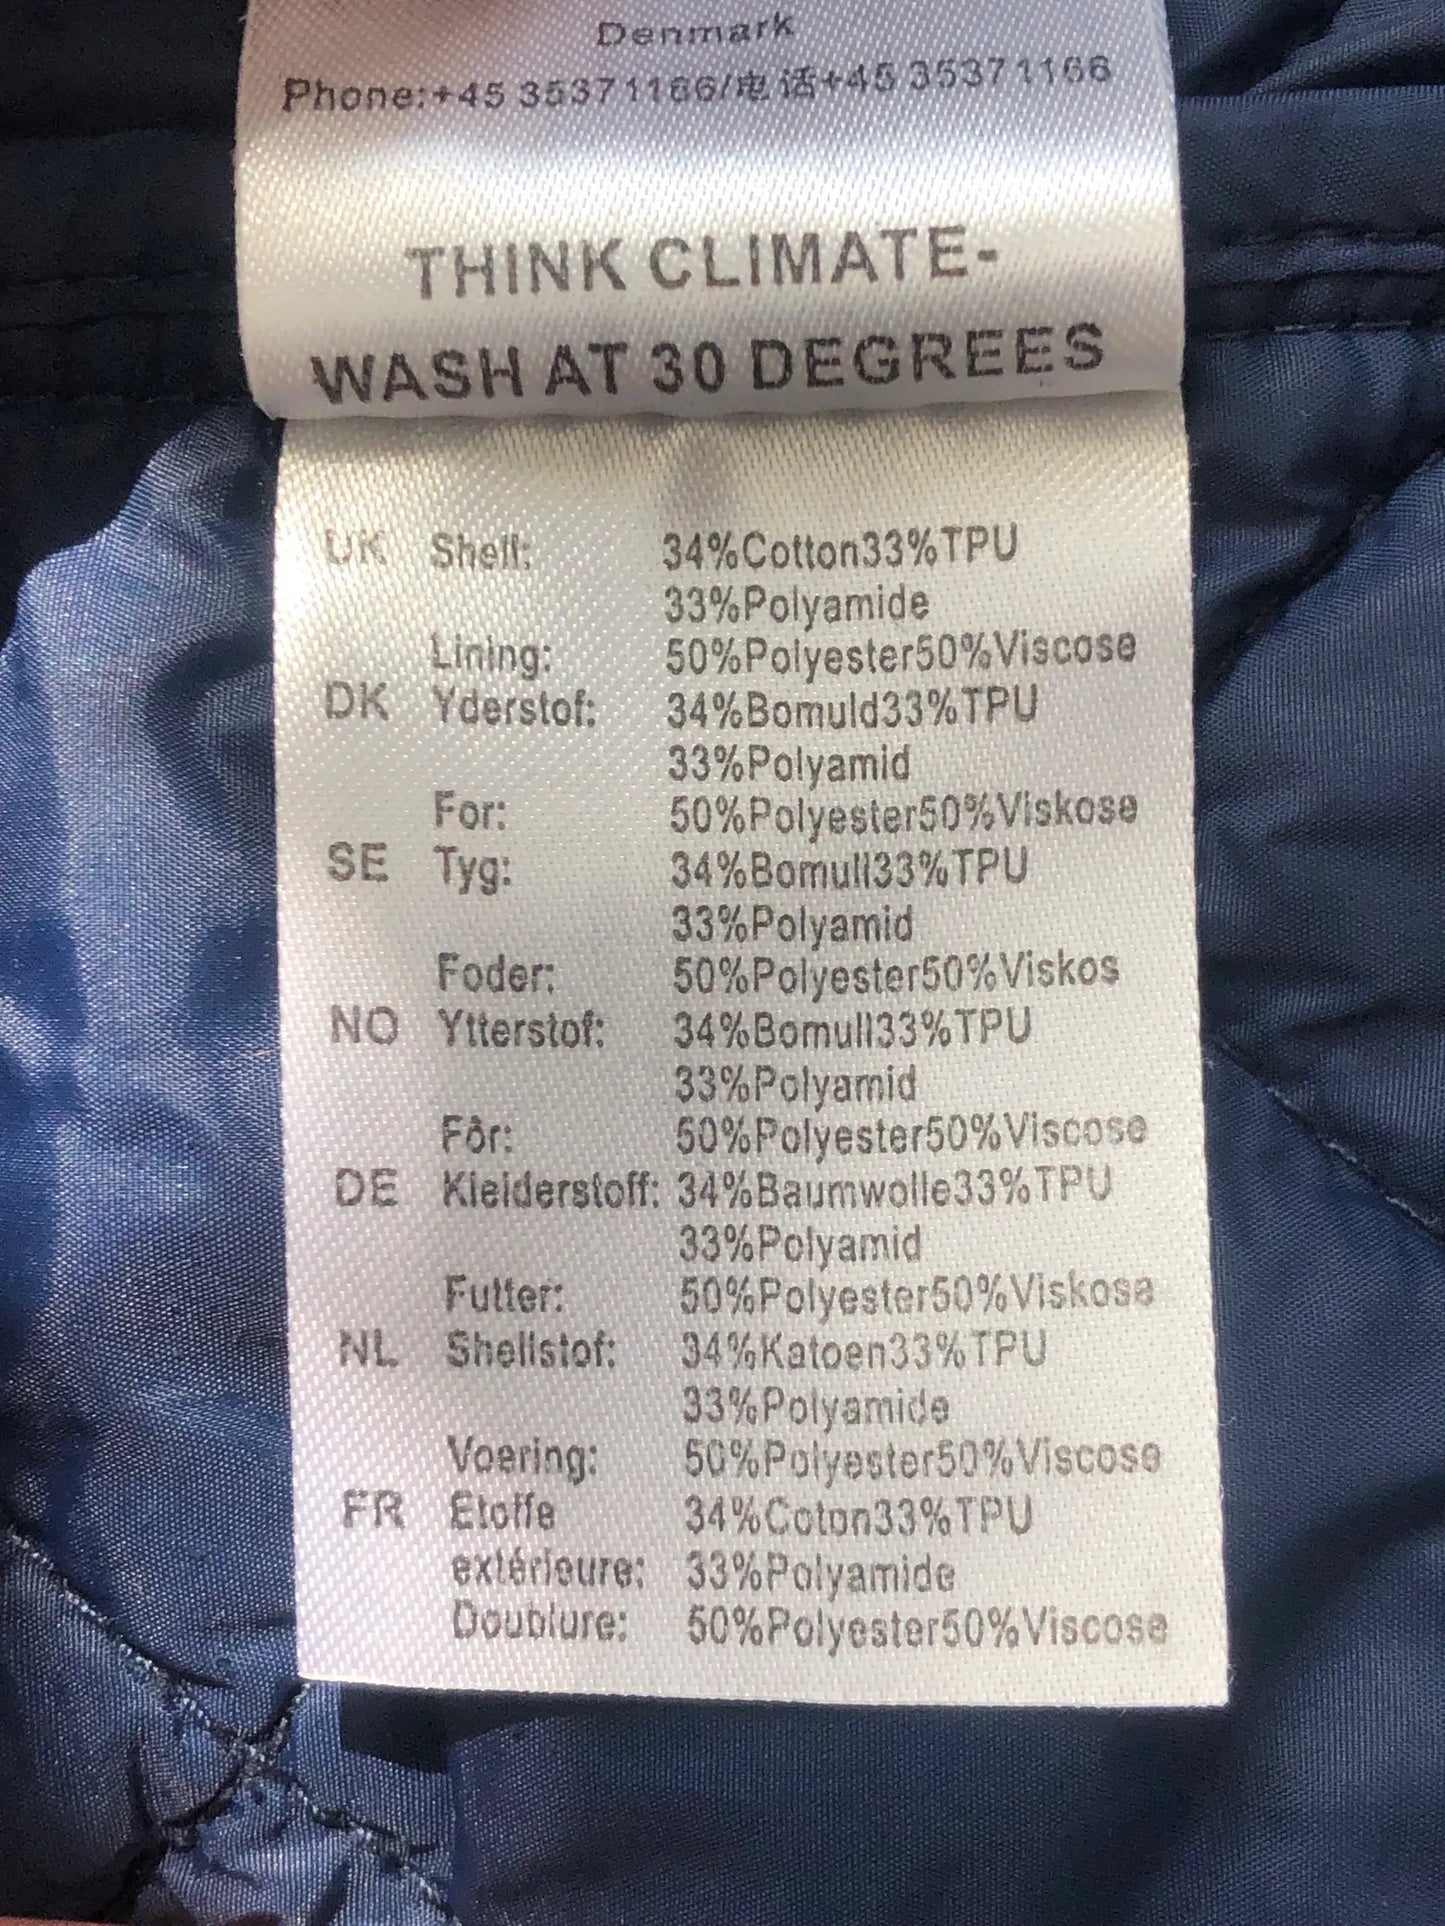 Denmark
Phone:+45 35371166/电话+45 35371166
THINK CLIMATE-
WASH AT 30 DEGREES
UK Shell: 34%Cotton33%TPU
33%Polyamide
Lining: 50%Polyester50%Viscose
DK Yderstof: 34%Bomuld33%TPU
33%Polyamid
For: 50%Polyester50%Viskose
SE Tyg: 34%Bomull33%TPU
33%Polyamid
Foder: 50%Polyester50%Viskos
NO Ytterstof: 34%Bomull33%TPU
33%Polyamid
Fôr: 50%Polyester50%Viscose
DE Kleiderstoff: 34%Baumwolle33%TPU
33%Polyamid
Futter: 50%Polyester50%Viskose
NL Shellstof: 34%Katoen33%TPU
33%Polyamide
Voering: 50%Polyester50%Viscose
FR Etoffe 34%Coton33%TPU
extérieure: 33%Polyamide
Doublure: 50%Polyester50%Viscose